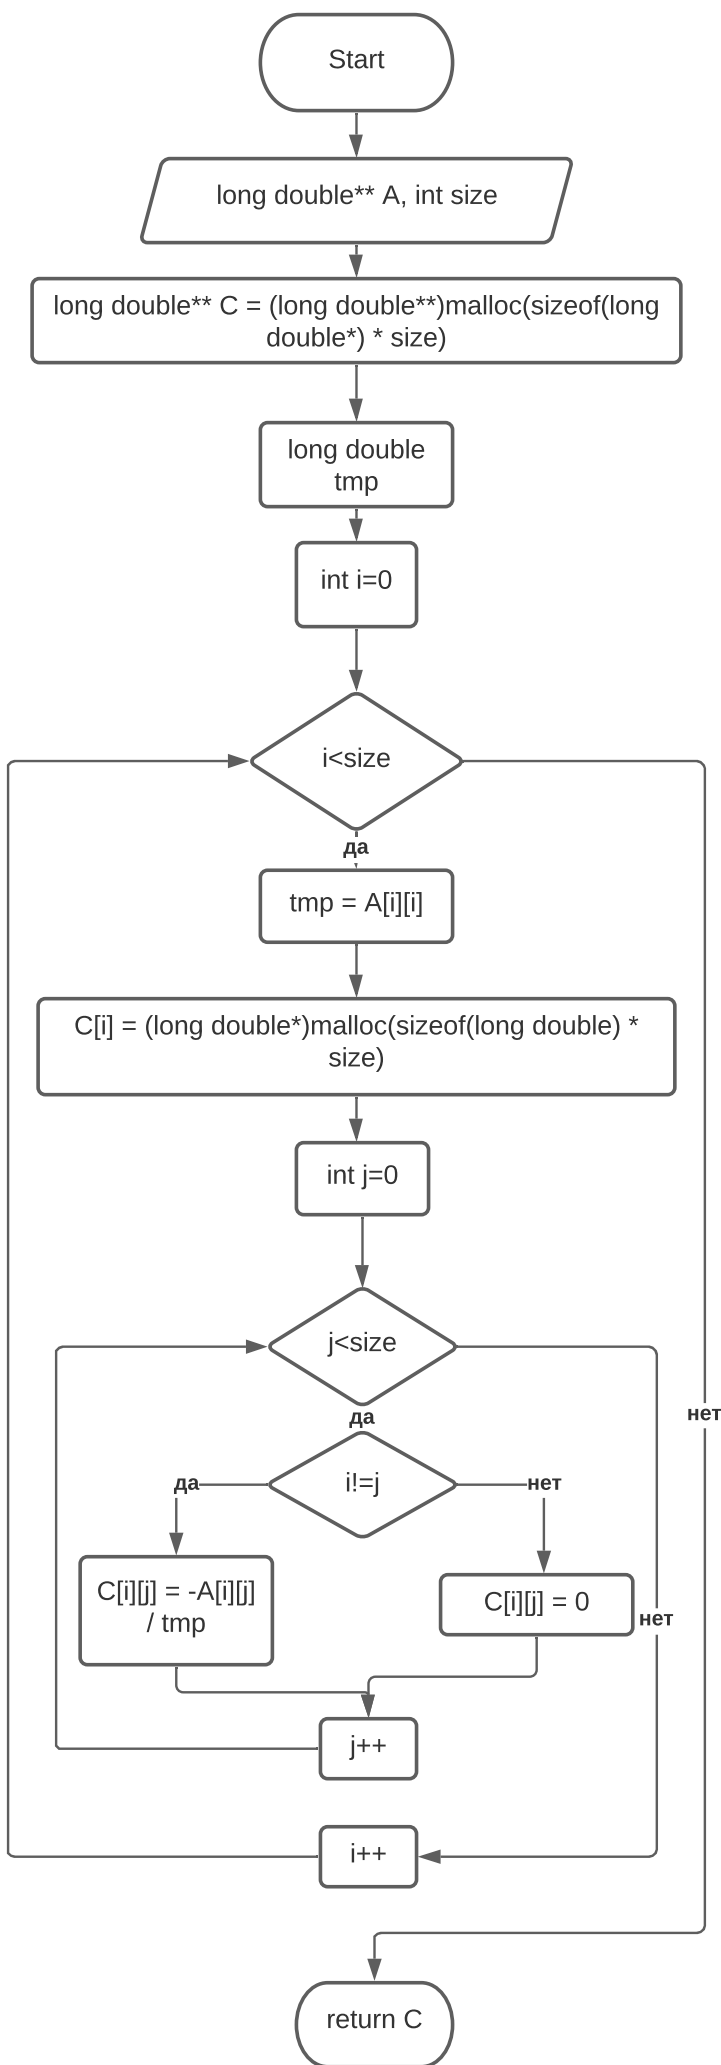 Start
long double** A, int size
long double** C = (long double**)malloc(sizeof(long
double*) * size)
long double
tmp
int i=0
i<size
да
tmp = A[i][i]
C[i] = (long double*)malloc(sizeof(long double) *
size)
int j=0
j<size
нет
да
i!=j
да
нет
C[i][j] = -A[i][j]
/ tmp
C[i][j] = 0
нет
j++
i++
return C